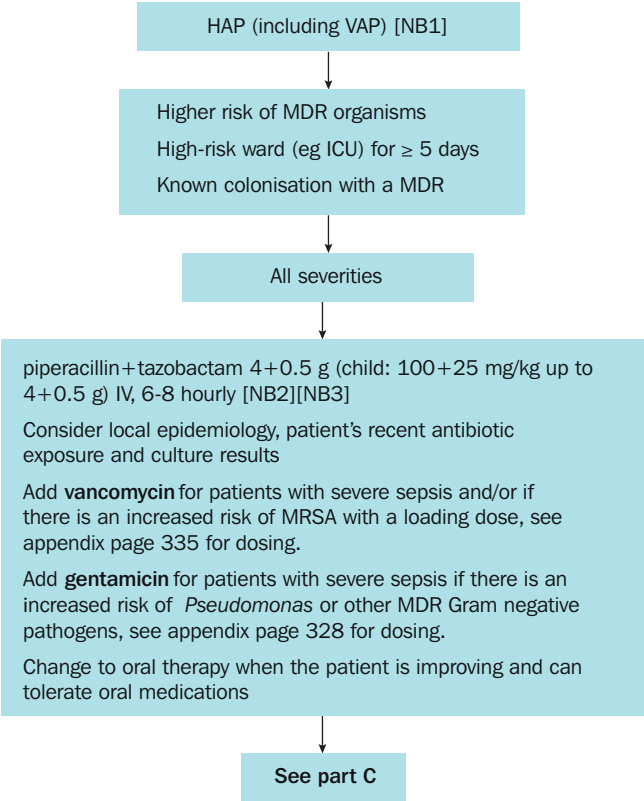 HAP (including VAP) [NB1]
Higher risk of MDR organisms
High-risk ward (eg ICU) for ≥ 5 days
Known colonisation with a MDR
All severities
piperacillin+tazobactam 4+0.5 g (child: 100+25 mg/kg up to
4+0.5 g) IV, 6-8 hourly [NB2][NB3]
Consider local epidemiology, patient’s recent antibiotic
exposure and culture results
Add vancomycin for patients with severe sepsis and/or if
there is an increased risk of MRSA with a loading dose, see
appendix page 335 for dosing.
Add gentamicin for patients with severe sepsis if there is an
increased risk of Pseudomonas or other MDR Gram negative
pathogens, see appendix page 328 for dosing.
Change to oral therapy when the patient is improving and can
tolerate oral medications
See part C